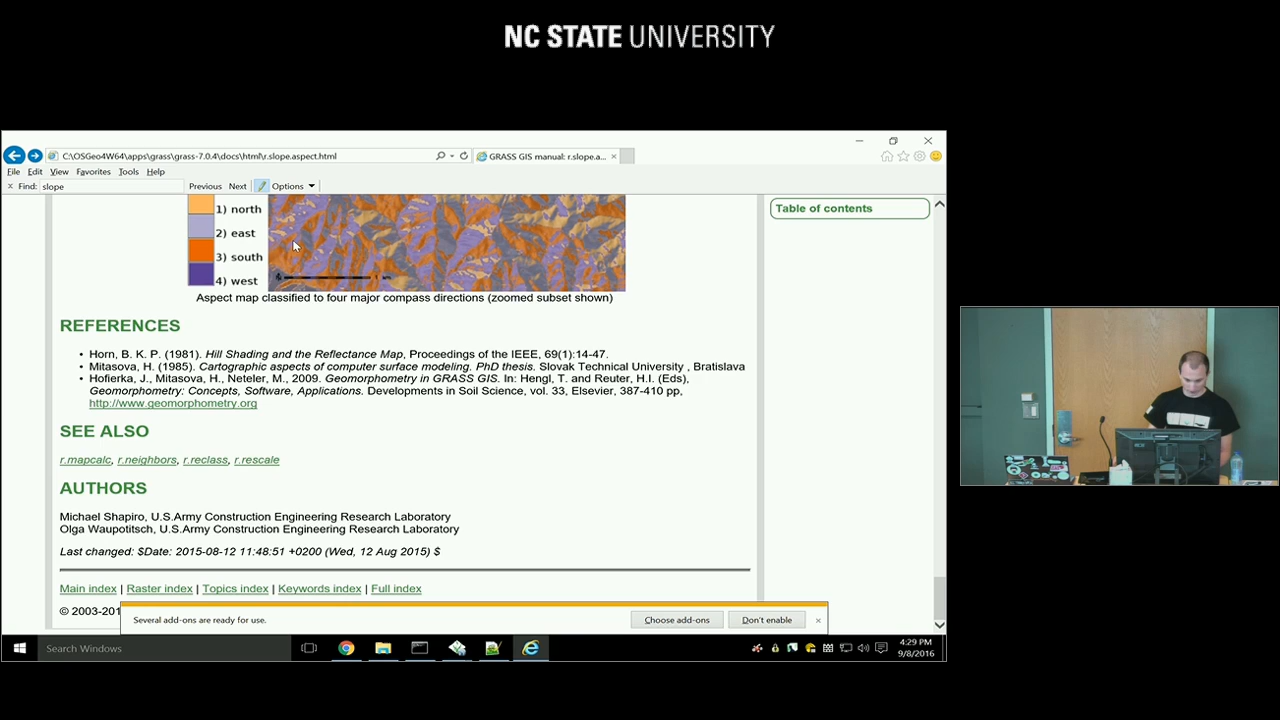 NC STATE UNIVERSITY
C:\OSGeo4W64\apps\grass\grass-7.0.4\docs\html\r.slope.aspect.html
GRASS GIS manual: r.slope.a...
File Edit View Favorites Tools Help
Find: slope Previous Next Options
1) north
2) east
3) south
4) west
Table of contents
Aspect map classified to four major compass directions (zoomed subset shown)
REFERENCES
• Horn, B. K. P. (1981). Hill Shading and the Reflectance Map, Proceedings of the IEEE, 69(1):14-47.
• Mitasova, H. (1985). Cartographic aspects of computer surface modeling. PhD thesis. Slovak Technical University , Bratislava
• Hofierka, J., Mitasova, H., Neteler, M., 2009. Geomorphometry in GRASS GIS. In: Hengl, T. and Reuter, H.I. (Eds),
Geomorphometry: Concepts, Software, Applications. Developments in Soil Science, vol. 33, Elsevier, 387-410 pp,
http://www.geomorphometry.org
SEE ALSO
r.mapcalc, r.neighbors, r.reclass, r.rescale
AUTHORS
Michael Shapiro, U.S.Army Construction Engineering Research Laboratory
Olga Waupotitsch, U.S.Army Construction Engineering Research Laboratory
Last changed: $Date: 2015-08-12 11:48:51 +0200 (Wed, 12 Aug 2015) $
Main index | Raster index | Topics index | Keywords index | Full index
© 2003-201
Several add-ons are ready for use. Choose add-ons Don't enable
Search Windows
4:29 PM
9/8/2016